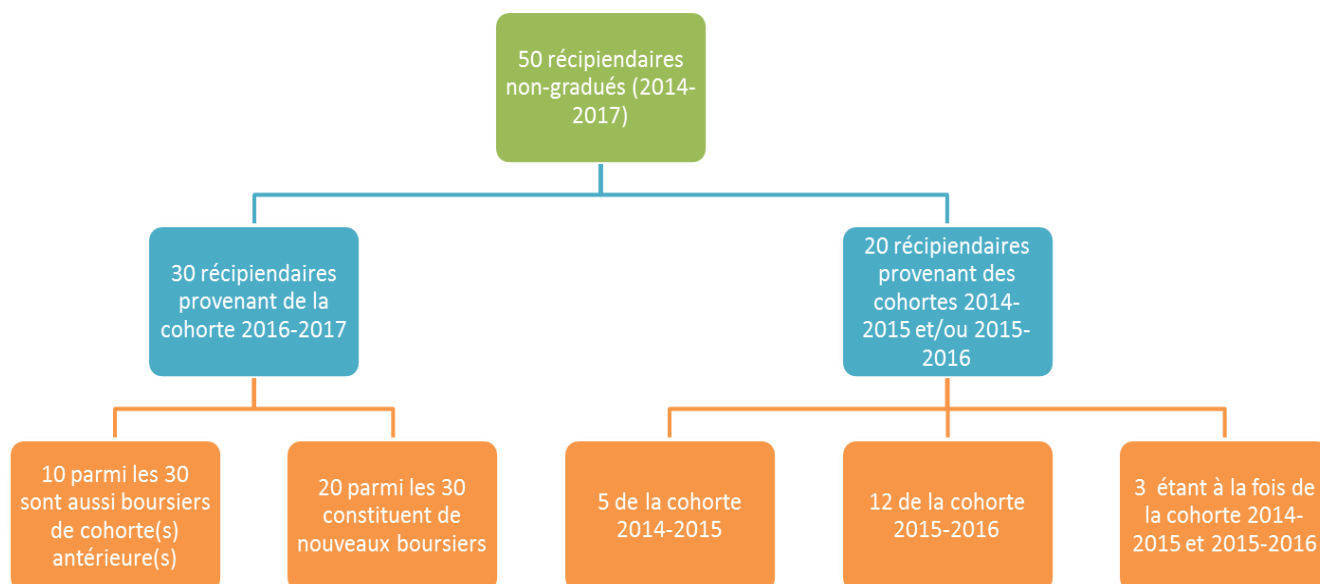 50 récipiendaires
non-gradués (2014-
2017)
30 récipiendaires
provenant de la
cohorte 2016-2017
20 récipiendaires
provenant des
cohortes 2014-
2015 et/ou 2015-
2016
10 parmi les 30
sont aussi boursiers
de cohorte(s)
antérieure(s)
20 parmi les 30
constituent de
nouveaux boursiers
5 de la cohorte
2014-2015
12 de la cohorte
2015-2016
3 étant à la fois de
la cohorte 2014-
2015 et 2015-2016